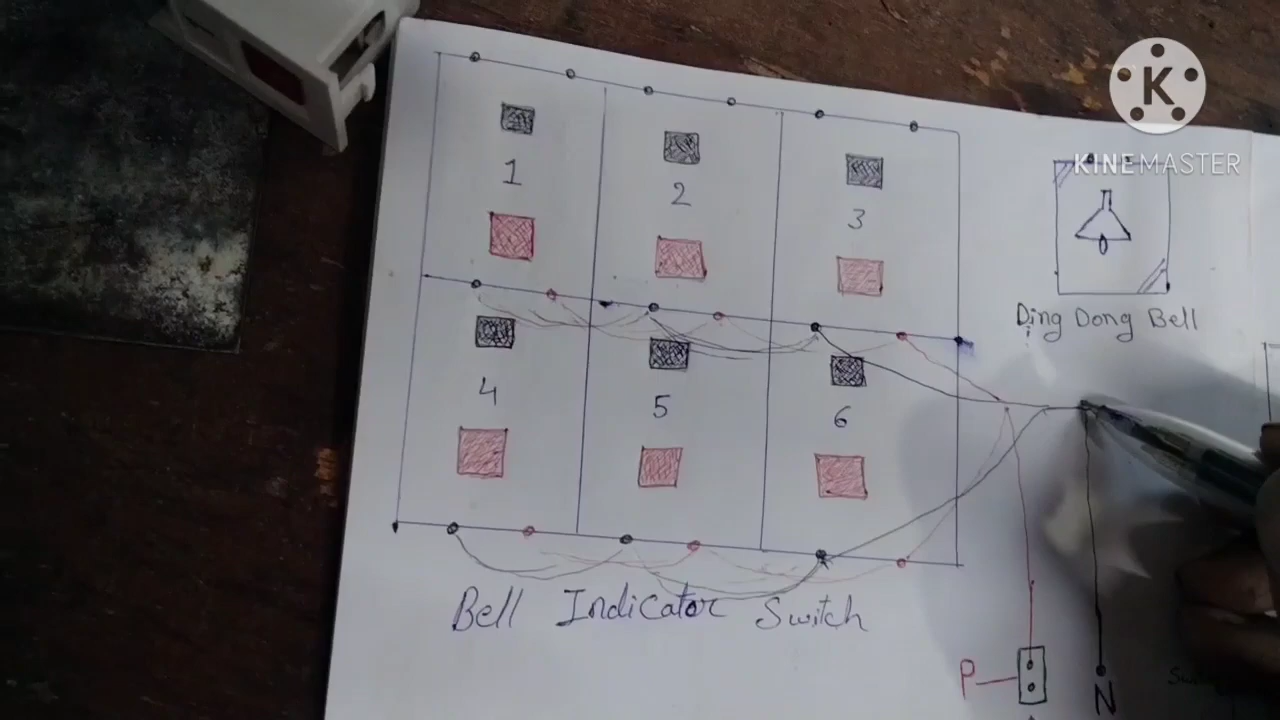 K
KINEMASTER
1
2
3
Ding Dong Bell
4
5
6
Bell Indicator Switch
P
N